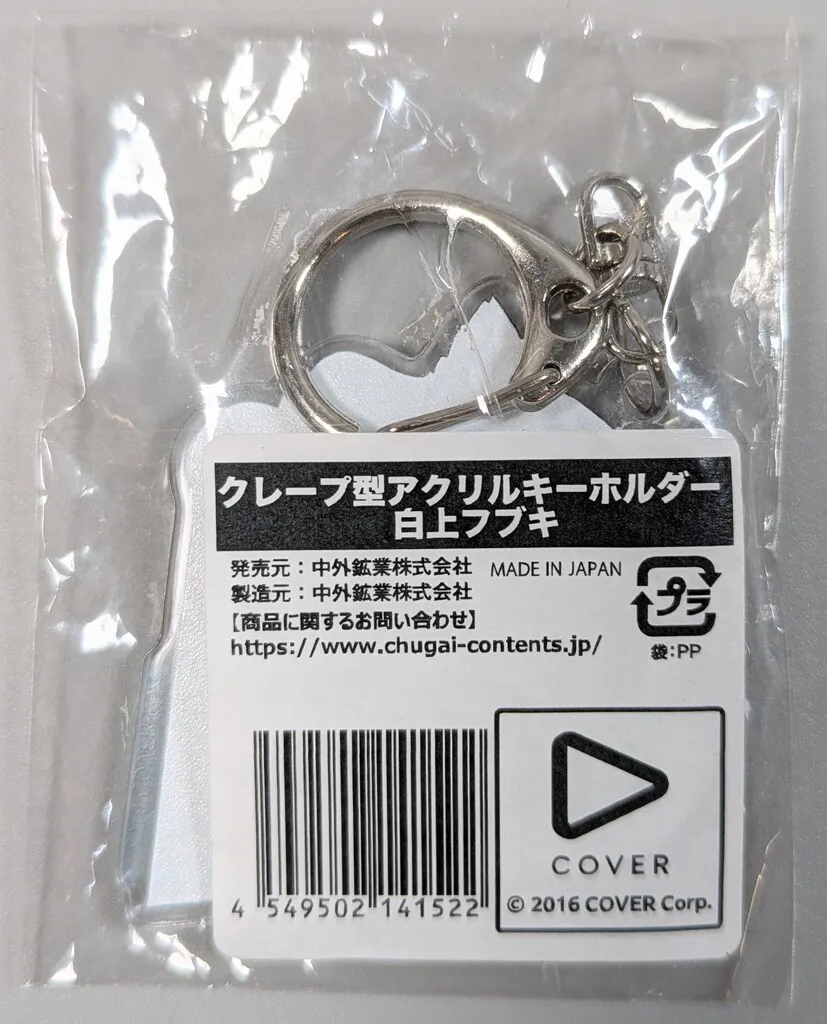 クレープ型アクリルキーホルダー
白上フブキ
発売元：中外鉱業株式会社 MADE IN JAPAN
製造元：中外鉱業株式会社
【商品に関するお問い合わせ】
https://www.chugai-contents.jp/
プラ
袋:PP
COVER
© 2016 COVER Corp.
4 549502 141522